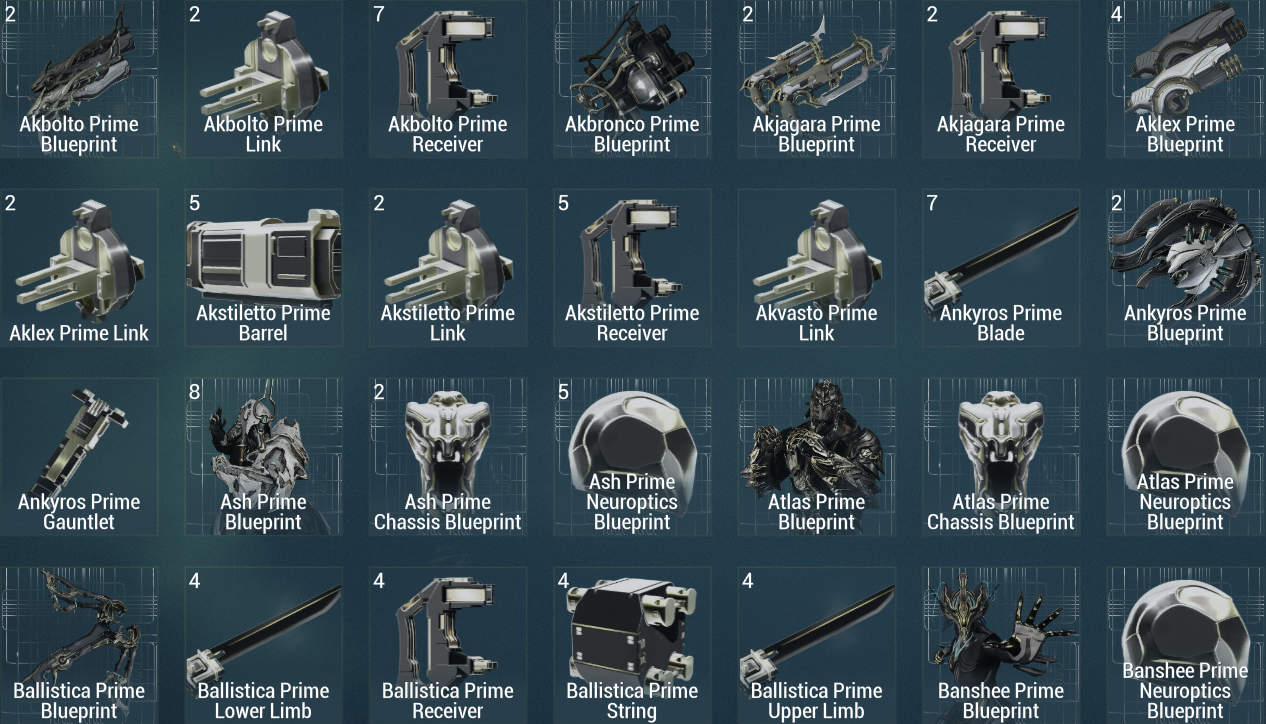 2 2 7 2 2 4
Akbolto Prime Blueprint
Akbolto Prime Link
Akbolto Prime Receiver
Akbronco Prime Blueprint
Akjagara Prime Blueprint
Akjagara Prime Receiver
Aklex Prime Blueprint
2 5 2 5 7 2
Aklex Prime Link
Akstiletto Prime Barrel
Akstiletto Prime Link
Akstiletto Prime Receiver
Akvasto Prime Link
Ankyros Prime Blade
Ankyros Prime Blueprint
8 2 5
Ankyros Prime Gauntlet
Ash Prime Blueprint
Ash Prime Chassis Blueprint
Ash Prime Neuroptics Blueprint
Atlas Prime Blueprint
Atlas Prime Chassis Blueprint
Atlas Prime Neuroptics Blueprint
4 4 4 4
Ballistica Prime Blueprint
Ballistica Prime Lower Limb
Ballistica Prime Receiver
Ballistica Prime String
Ballistica Prime Upper Limb
Banshee Prime Blueprint
Banshee Prime Neuroptics Blueprint